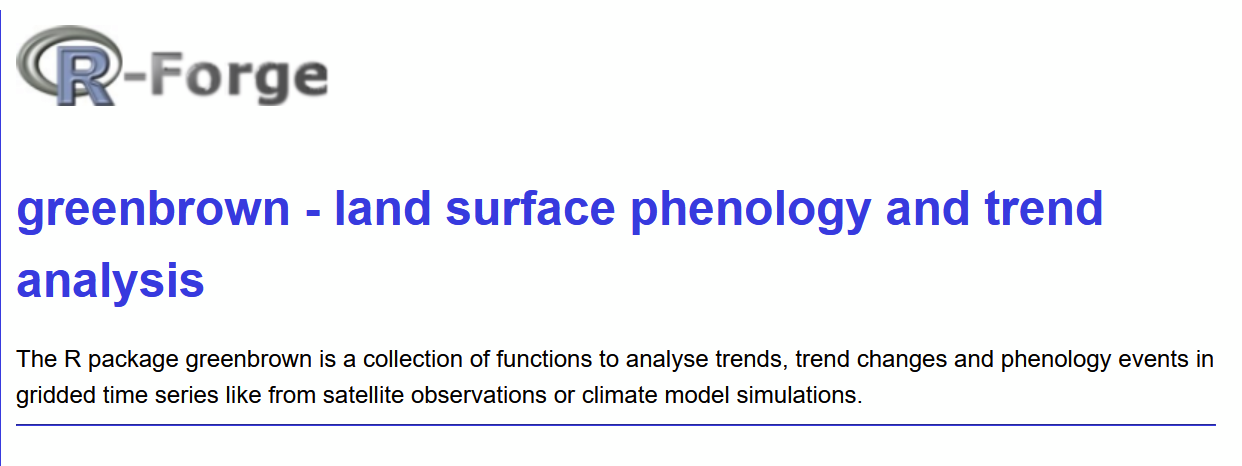 R-Forge
greenbrown - land surface phenology and trend
analysis
The R package greenbrown is a collection of functions to analyse trends, trend changes and phenology events in
gridded time series like from satellite observations or climate model simulations.